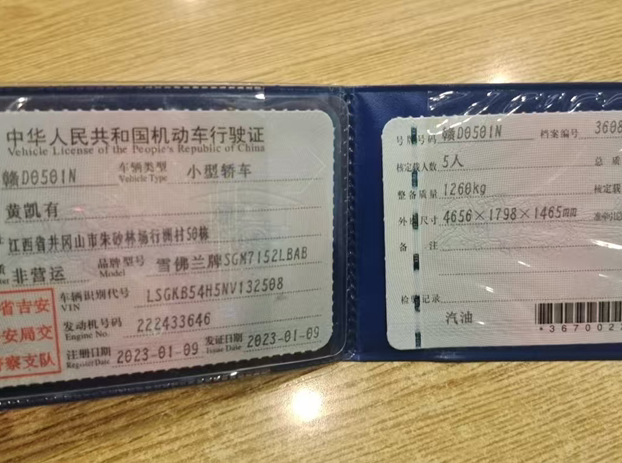 中华人民共和国机动车行驶证
Vehicle License of the People's Republic of China
赣D0501N 车辆类型 Vehicle Type 小型轿车
黄凯有
江西省井冈山市朱砂林场行洲村50栋
非营运 品牌型号 Model 雪佛兰牌SGM7152LBAB
车辆识别代号 VIN LSGKB54H5NV132508
发动机号码 Engine No. 222433646
注册日期 Register Date 2023-01-09 发证日期 Issue Date 2023-01-09
省吉安
安局交
警察支队
号牌号码 赣D0501N 档案编号 3608
核定载人数 5人 总质
整备质量 1260kg 核定载
外廓尺寸 4656×1798×1465mm
备注
检验记录
汽油
*367002